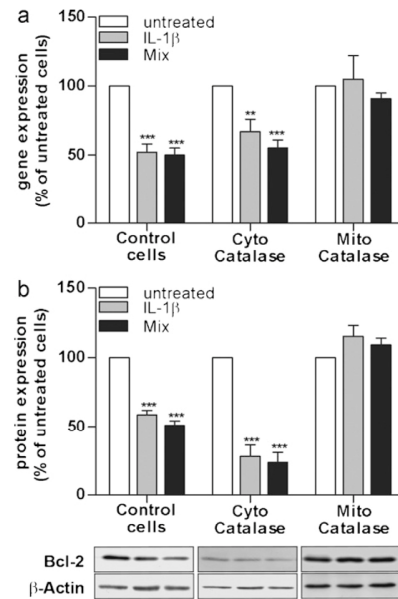 a
150
100
50
0
gene expression
(% of untreated cells)
untreated
IL-1β
Mix
***
***
**
***
Control
cells
Cyto
Catalase
Mito
Catalase
b
150
100
50
0
protein expression
(% of untreated cells)
untreated
IL-1β
Mix
***
***
***
***
Control
cells
Cyto
Catalase
Mito
Catalase
Bcl-2
β-Actin